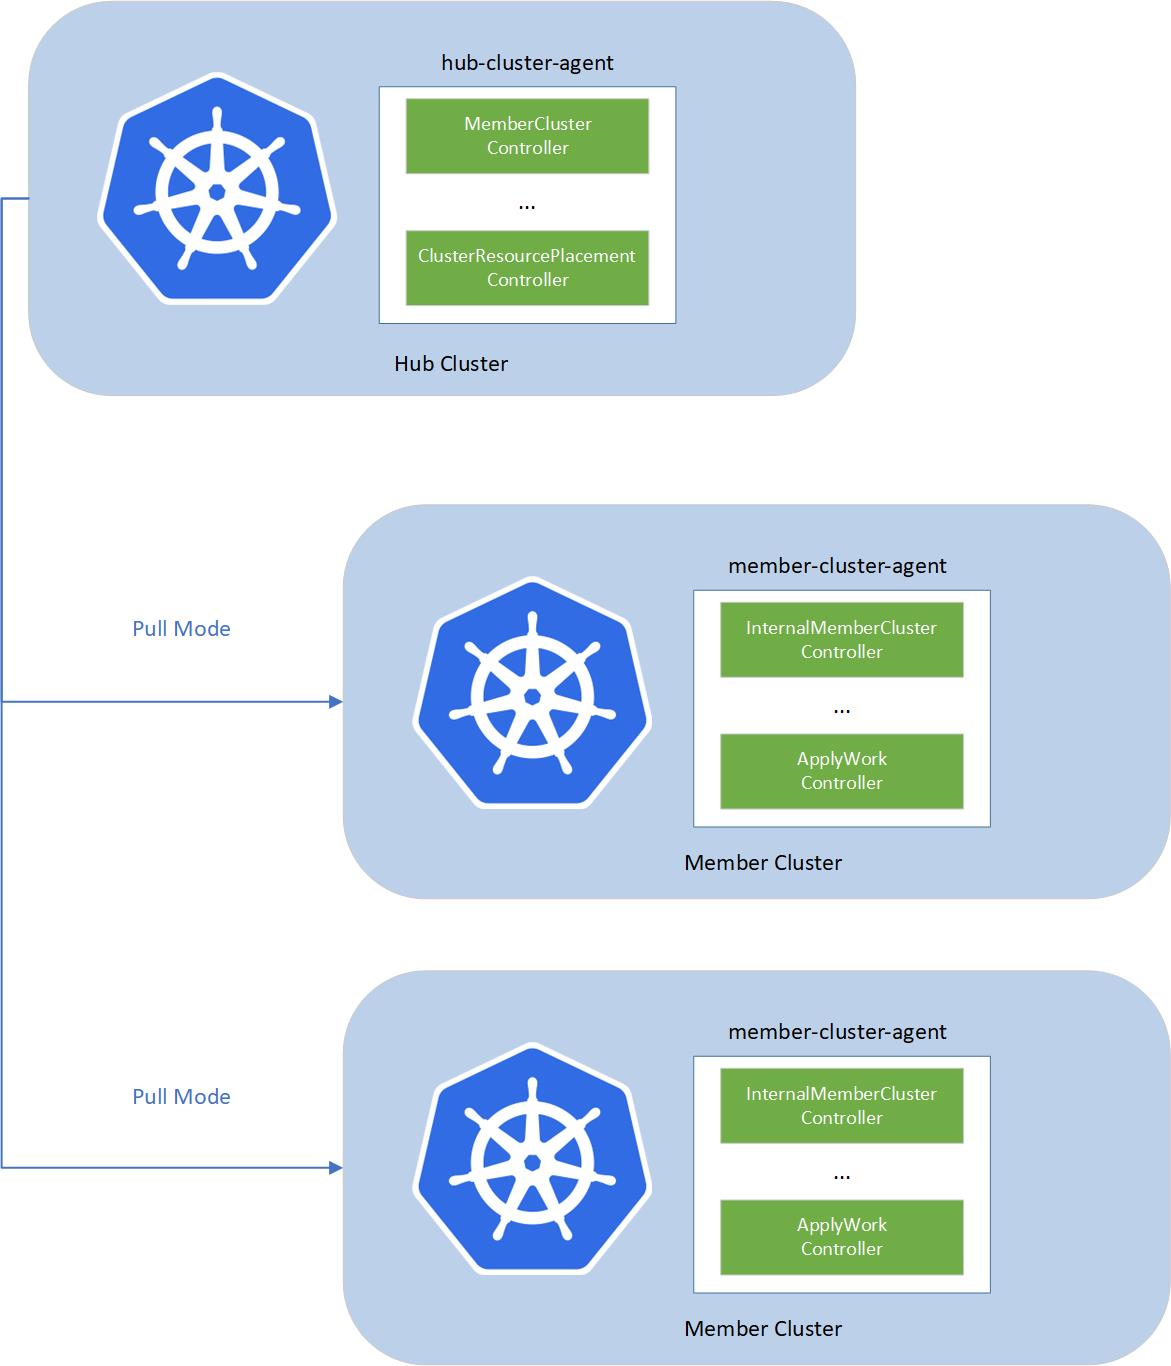 hub-cluster-agent
MemberCluster
Controller
...
ClusterResourcePlacement
Controller
Hub Cluster
member-cluster-agent
Pull Mode
InternalMemberCluster
Controller
...
ApplyWork
Controller
Member Cluster
member-cluster-agent
Pull Mode
InternalMemberCluster
Controller
...
ApplyWork
Controller
Member Cluster